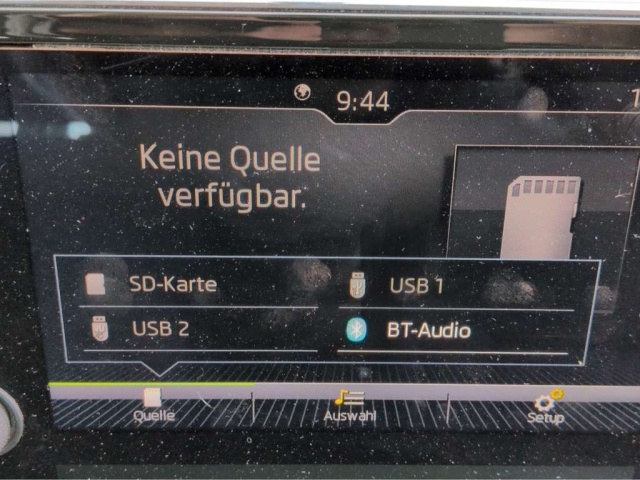 9:44
Keine Quelle
verfügbar.
SD-Karte
USB 1
USB 2
BT-Audio
Quelle
Auswahl
Setup